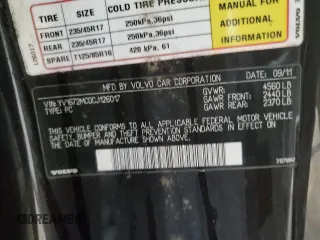 COLD TIRE PRESSURE
FRONT 235/45R17 250kPa,36psi
REAR 235/45R17 250kPa,36psi
SPARE T125/85R16 420 kPa, 61
MANUAL FOR
ADDITIONAL
INFORMATION
VOLVO
126017
MFD BY VOLVO CAR CORPORATION
DATE: 09/11
TYPE: PC
GVWR: 4560 LB
GAWR FRONT: 2440 LB
GAWR REAR: 2370 LB
THIS VEHICLE CONFORMS TO ALL APPLICABLE FEDERAL MOTOR VEHICLE
SAFETY, BUMPER AND THEFT PREVENTION STANDARDS IN EFFECT
ON THE DATE OF MANUFACTURE SHOWN ABOVE.
VOLVO